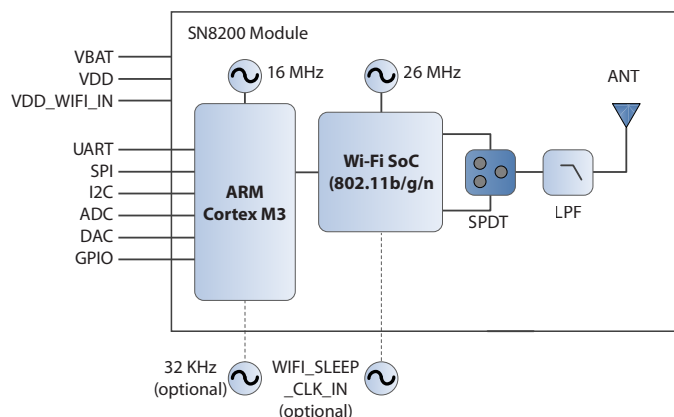 SN8200 Module
VBAT
VDD
VDD_WIFI_IN
16 MHz
26 MHz
ANT
UART
SPI
I2C
ADC
DAC
GPIO
ARM
Cortex M3
Wi-Fi SoC
(802.11b/g/n
SPDT
LPF
32 KHz
(optional)
WIFI_SLEEP
_CLK_IN
(optional)